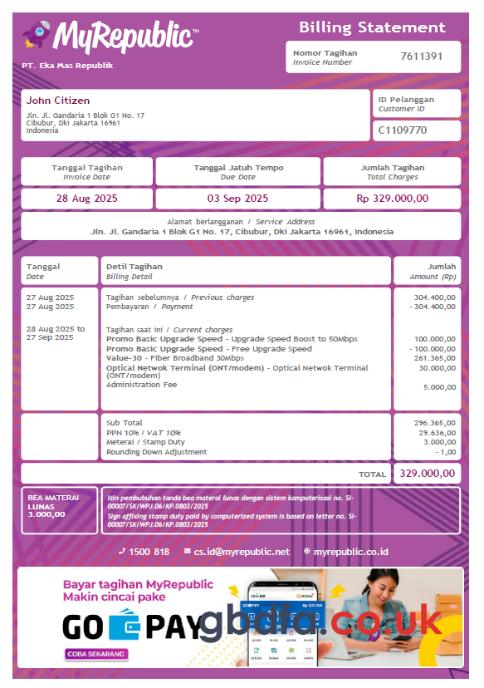 MyRepublic™
Billing Statement
PT. Eka Mas Republik
Nomor Tagihan
Invoice Number
7611391
John Citizen
Jln. Jl. Gandaria 1 Blok G1 No. 17
Cibubur, Dki Jakarta 16961
Indonesia
ID Pelanggan
Customer ID
C1109770
Tanggal Tagihan
Invoice Date
Tanggal Jatuh Tempo
Due Date
Jumlah Tagihan
Total Charges
28 Aug 2025
03 Sep 2025
Rp 329.000,00
Alamat berlangganan / Service Address
Jln. Jl. Gandaria 1 Blok G1 No. 17, Cibubur, Dki Jakarta 16961, Indonesia
Tanggal
Date
Detil Tagihan
Billing Detail
Jumlah
Amount (Rp)
27 Aug 2025 Tagihan sebelumnya / Previous charges 304.400,00
27 Aug 2025 Pembayaran / Payment - 304.400,00
28 Aug 2025 to
27 Sep 2025
Tagihan saat ini / Current charges
Promo Basic Upgrade Speed - Upgrade Speed Boost to 50Mbps 100.000,00
Promo Basic Upgrade Speed - Free Upgrade Speed - 100.000,00
Value-30 - Fiber Broadband 30Mbps 261.365,00
Optical Netwok Terminal (ONT/modem) - Optical Netwok Terminal 30.000,00
(ONT/modem)
Administration Fee 5.000,00
Sub Total 296.365,00
PPN 10% / VAT 10% 29.636,00
Meterai / Stamp Duty 3.000,00
Rounding Down Adjustment - 1,00
TOTAL 329.000,00
BEA MATERAI
LUNAS
3.000,00
Izin pembubuhan tanda bea materai lunas dengan sistem komputerisasi no. SI-
00007/SK/WPJ.06/KP.0803/2025
Sign affixing stamp duty paid by computerized system is based on letter no. SI-
00007/SK/WPJ.06/KP.0803/2025
1500 818 cs.id@myrepublic.net myrepublic.co.id
Bayar tagihan MyRepublic
Makin cincai pake
GO PAY
COBA SEKARANG
gbdfa.co.uk